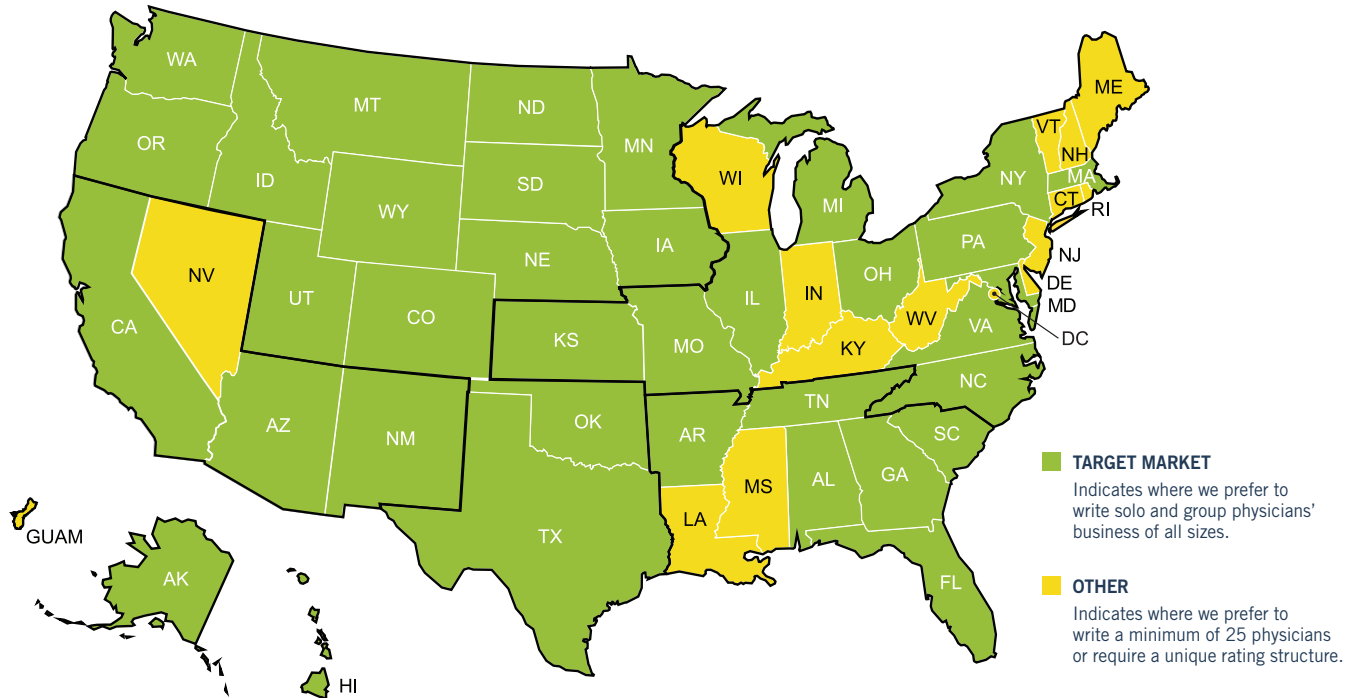 WA
MT
ND
MN
ME
VT
NH
OR
ID
SD
WI
NY
MA
WY
MI
CT
RI
IA
PA
NE
NV
OH
NJ
UT
IL
IN
DE
CO
MD
CA
WV
VA
KS
MO
KY
DC
NC
TN
AZ
NM
OK
AR
SC
AL
GA
MS
LA
TX
FL
GUAM
AK
HI
TARGET MARKET
Indicates where we prefer to
write solo and group physicians’
business of all sizes.
OTHER
Indicates where we prefer to
write a minimum of 25 physicians
or require a unique rating structure.